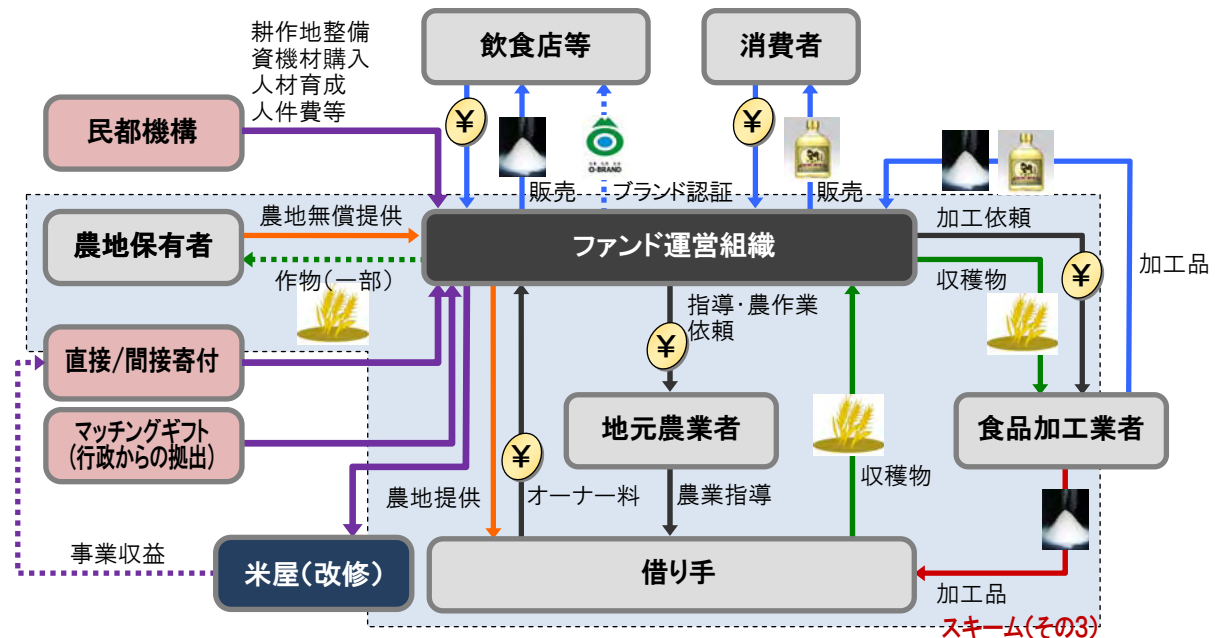 耕作地整備
資機材購入
人材育成
人件費等
飲食店等
消費者
民都機構
¥
¥
O-BRAND
販売
ブランド認証
販売
農地無償提供
農地保有者
ファンド運営組織
加工依頼
加工品
作物(一部)
収穫物
¥
指導・農作業
依頼
¥
直接/間接寄付
マッチングギフト
(行政からの拠出)
地元農業者
食品加工業者
¥
農地提供
オーナー料
農業指導
収穫物
事業収益
米屋(改修)
借り手
加工品
スキーム(その3)